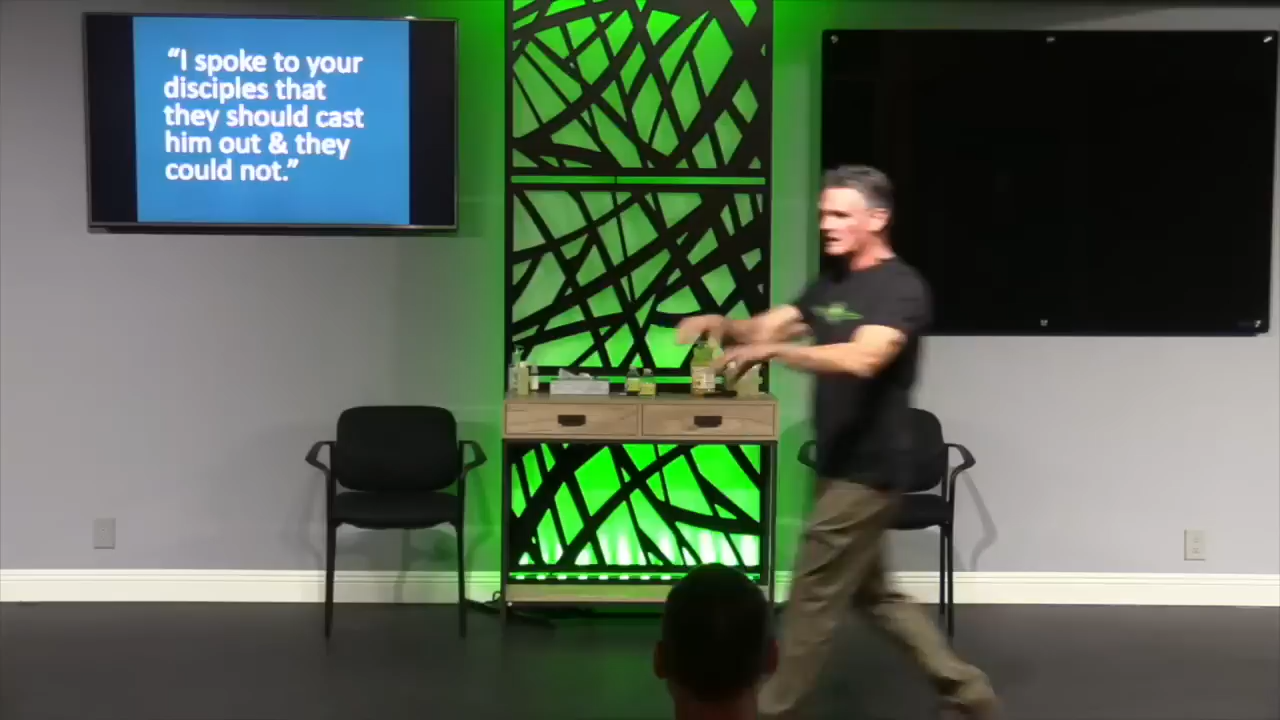 “I spoke to your
disciples that
they should cast
him out & they
could not.”